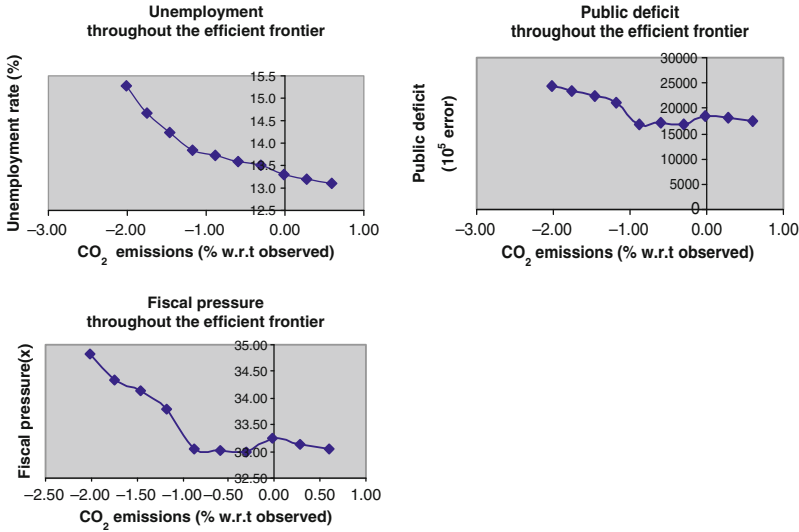 Unemployment
throughout the efficient frontier
Unemployment rate (%)
15.5
15.0
14.5
14.0
13.5
13.0
12.5
−3.00 −2.00 −1.00 0.00 1.00
CO2 emissions (% w.r.t observed)
Public deficit
throughout the efficient frontier
Public deficit
(10^5 error)
30000
25000
20000
15000
10000
5000
0
−3.00 −2.00 −1.00 0.00 1.00
CO2 emissions (% w.r.t observed)
Fiscal pressure
throughout the efficient frontier
Fiscal pressure(x)
35.00
34.50
34.00
33.50
33.00
32.50
−2.50 −2.00 −1.50 −1.00 −0.50 0.00 0.50 1.00
CO2 emissions (% w.r.t observed)